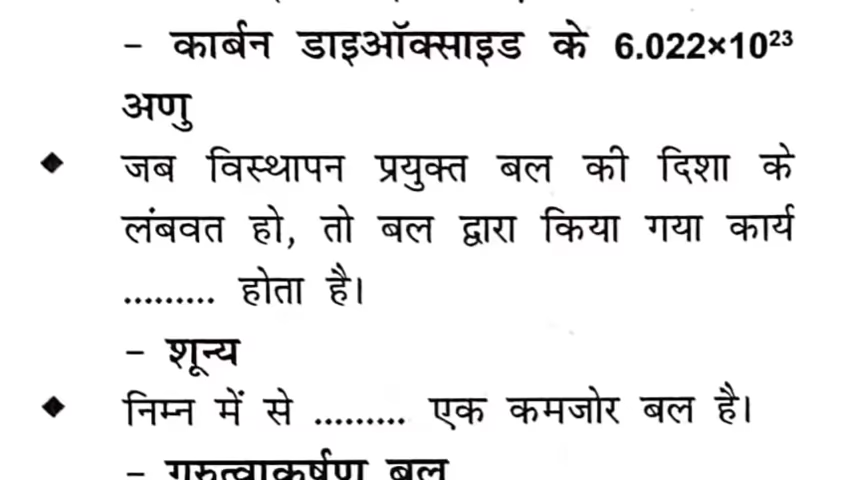 - कार्बन डाइऑक्साइड के 6.022×10²³
अणु
◆ जब विस्थापन प्रयुक्त बल की दिशा के
लंबवत हो, तो बल द्वारा किया गया कार्य
......... होता है।
- शून्य
◆ निम्न में से ......... एक कमजोर बल है।
- गुरुत्वाकर्षण बल